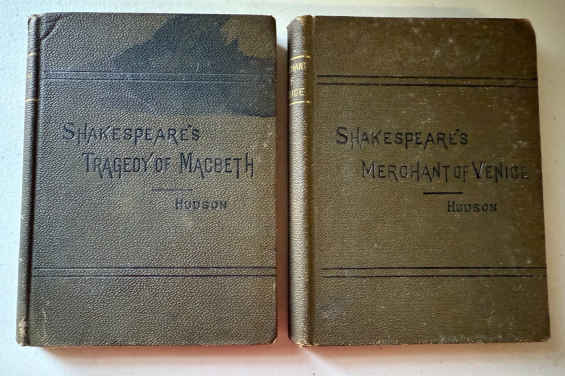 SHAKESPEARE'S
TRAGEDY OF MACBETH
HUDSON
SHAKESPEARE'S
MERCHANT OF VENICE
HUDSON